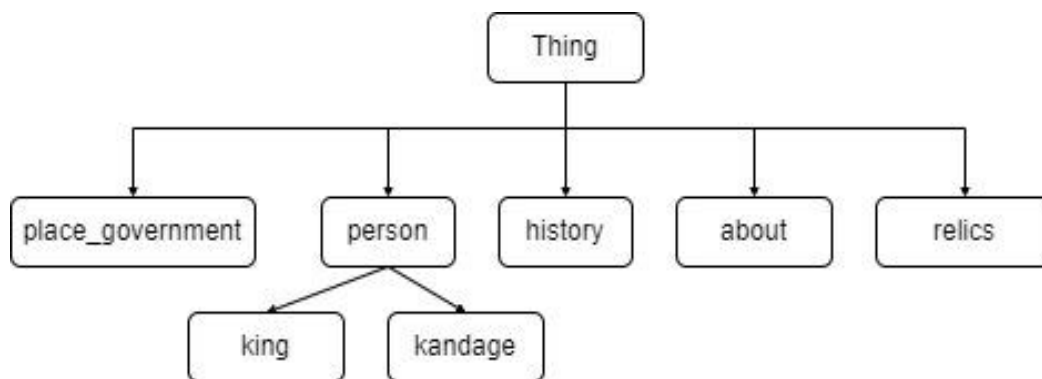 Thing
place_government
person
history
about
relics
king
kandage